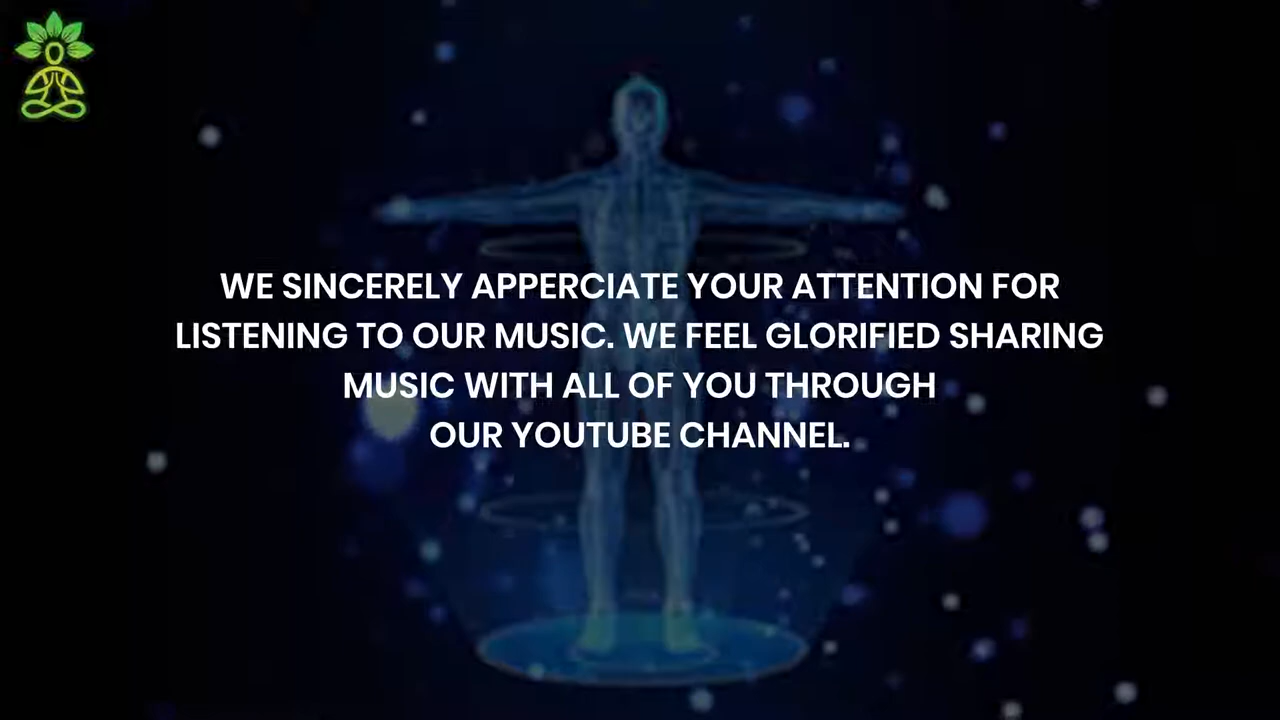 WE SINCERELY APPERCIATE YOUR ATTENTION FOR
LISTENING TO OUR MUSIC. WE FEEL GLORIFIED SHARING
MUSIC WITH ALL OF YOU THROUGH
OUR YOUTUBE CHANNEL.